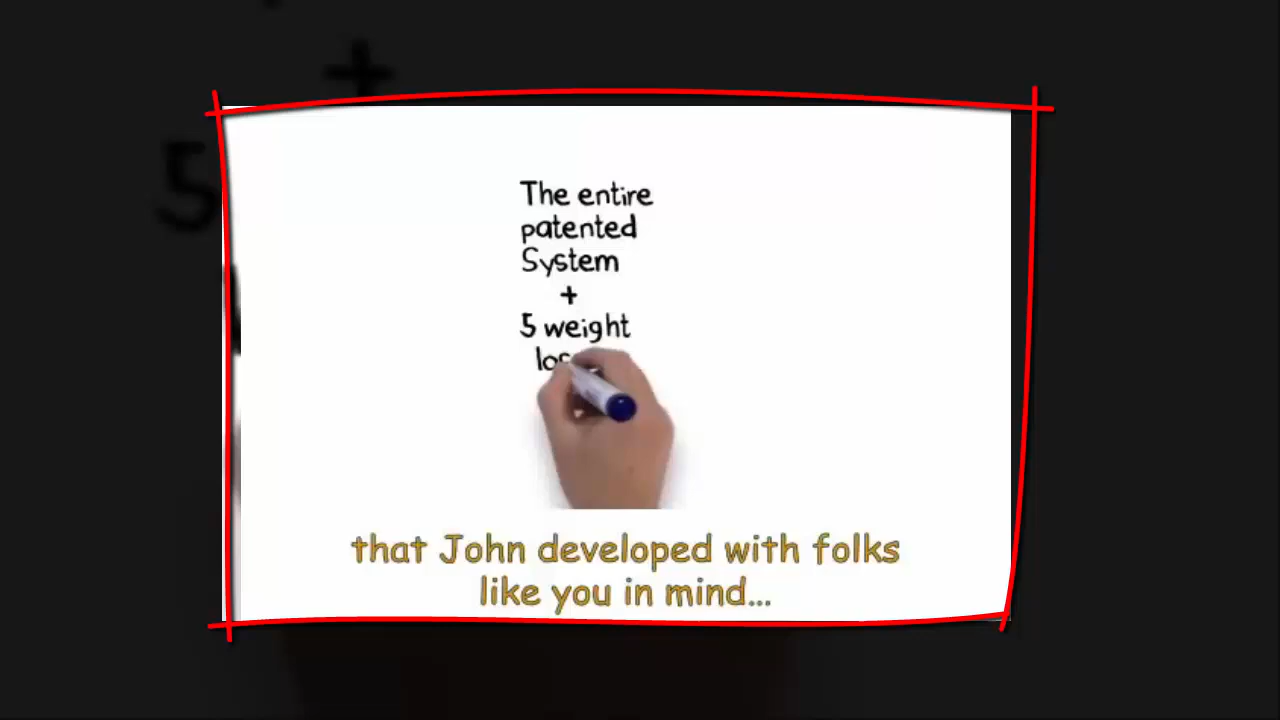 The entire
patented
System
+
5 weight
that John developed with folks
like you in mind...